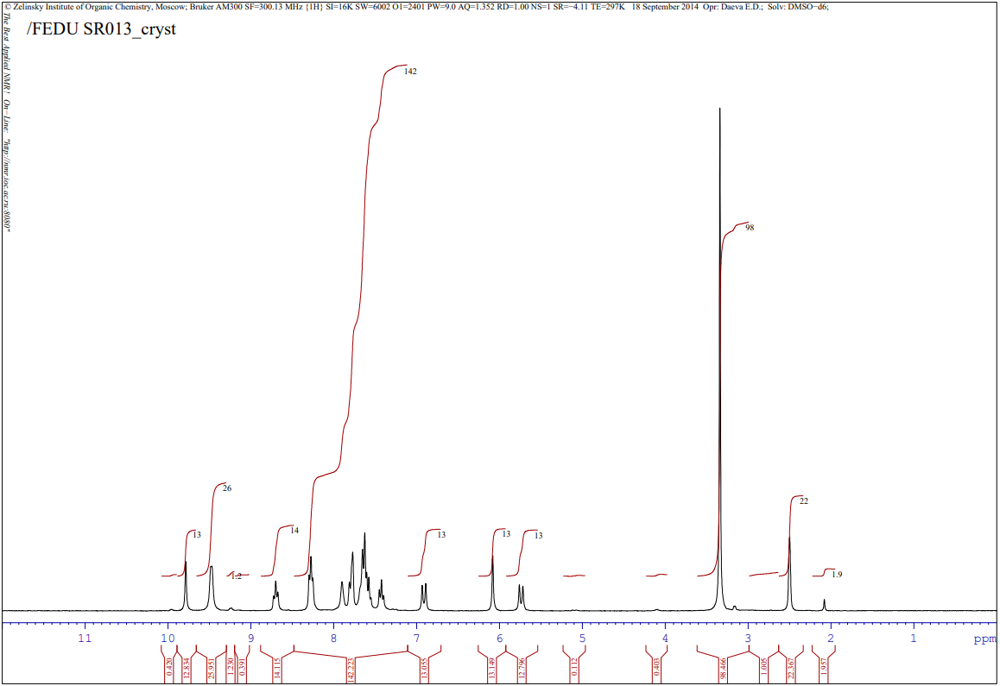 © Zelinsky Institute of Organic Chemistry, Moscow; Bruker AM300 SF=300.13 MHz {1H} SI=16K SW=6002 O1=2401 PW=9.0 AQ=1.352 RD=1.00 NS=1 SR=-4.11 TE=297K 18 September 2014 Opr: Daeva E.D.; Solv: DMSO-d6;
The Best Applied NMR! On-Line: "http://nmr.ioc.ac.ru:8080"
/FEDU SR013_cryst
142
98
26
22
14
13
13
13
13
1.2
1.9
11 10 9 8 7 6 5 4 3 2 1 ppm
0.420 12.834 25.951 1.230 0.391 14.115 142.223 13.055 13.149 12.796 0.112 0.403 98.466 1.005 22.367 1.957